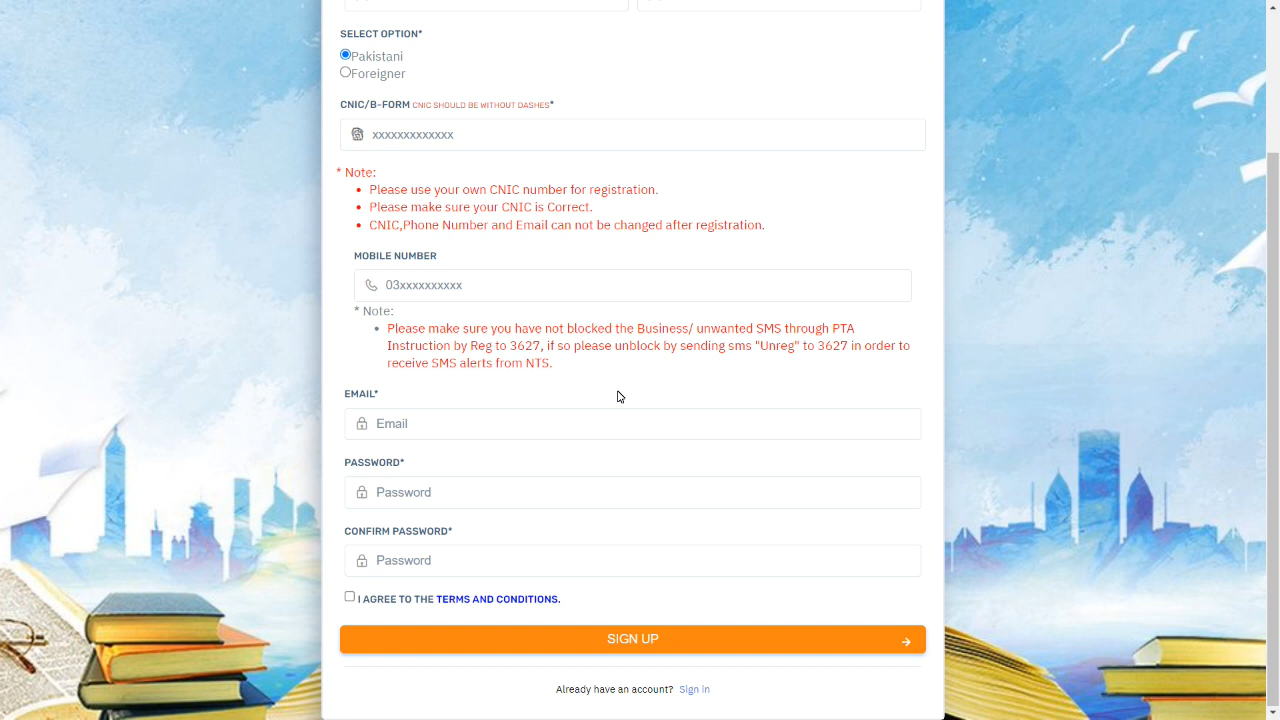 SELECT OPTION*
Pakistani
Foreigner
CNIC/B-FORM CNIC SHOULD BE WITHOUT DASHES*
xxxxxxxxxxxxx
* Note:
• Please use your own CNIC number for registration.
• Please make sure your CNIC is Correct.
• CNIC,Phone Number and Email can not be changed after registration.
MOBILE NUMBER
03xxxxxxxxxx
* Note:
• Please make sure you have not blocked the Business/ unwanted SMS through PTA
Instruction by Reg to 3627, if so please unblock by sending sms "Unreg" to 3627 in order to
receive SMS alerts from NTS.
EMAIL*
Email
PASSWORD*
Password
CONFIRM PASSWORD*
Password
I AGREE TO THE TERMS AND CONDITIONS.
SIGN UP
Already have an account? Sign In